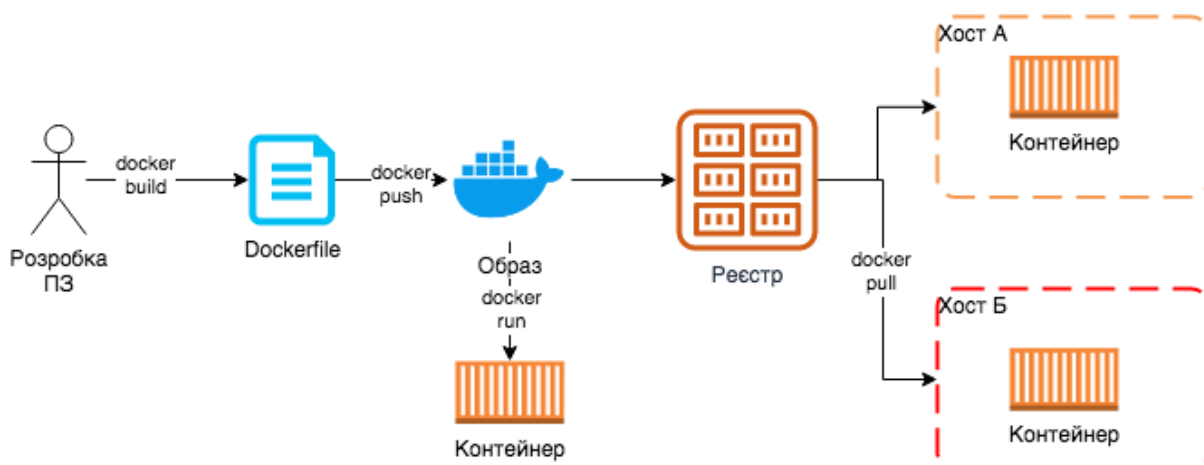 Розробка
ПЗ
docker
build
Dockerfile
docker
push
Образ
docker
run
Контейнер
Реєстр
docker
pull
Хост А
Контейнер
Хост Б
Контейнер